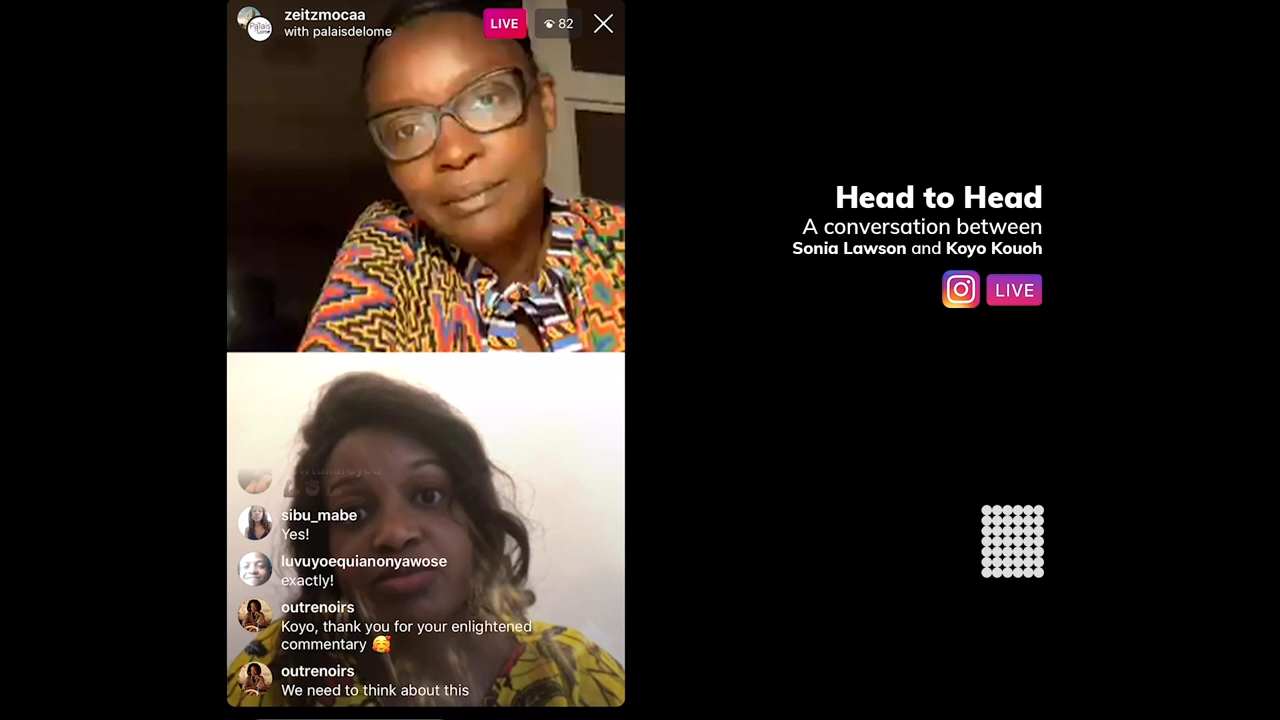 zeitzmocaa
with palaisdelome
LIVE
82
sibu_mabe
Yes!
luvuyoequianonyawose
exactly!
outrenoirs
Koyo, thank you for your enlightened
commentary 🥰
outrenoirs
We need to think about this
Head to Head
A conversation between
Sonia Lawson and Koyo Kouoh
LIVE